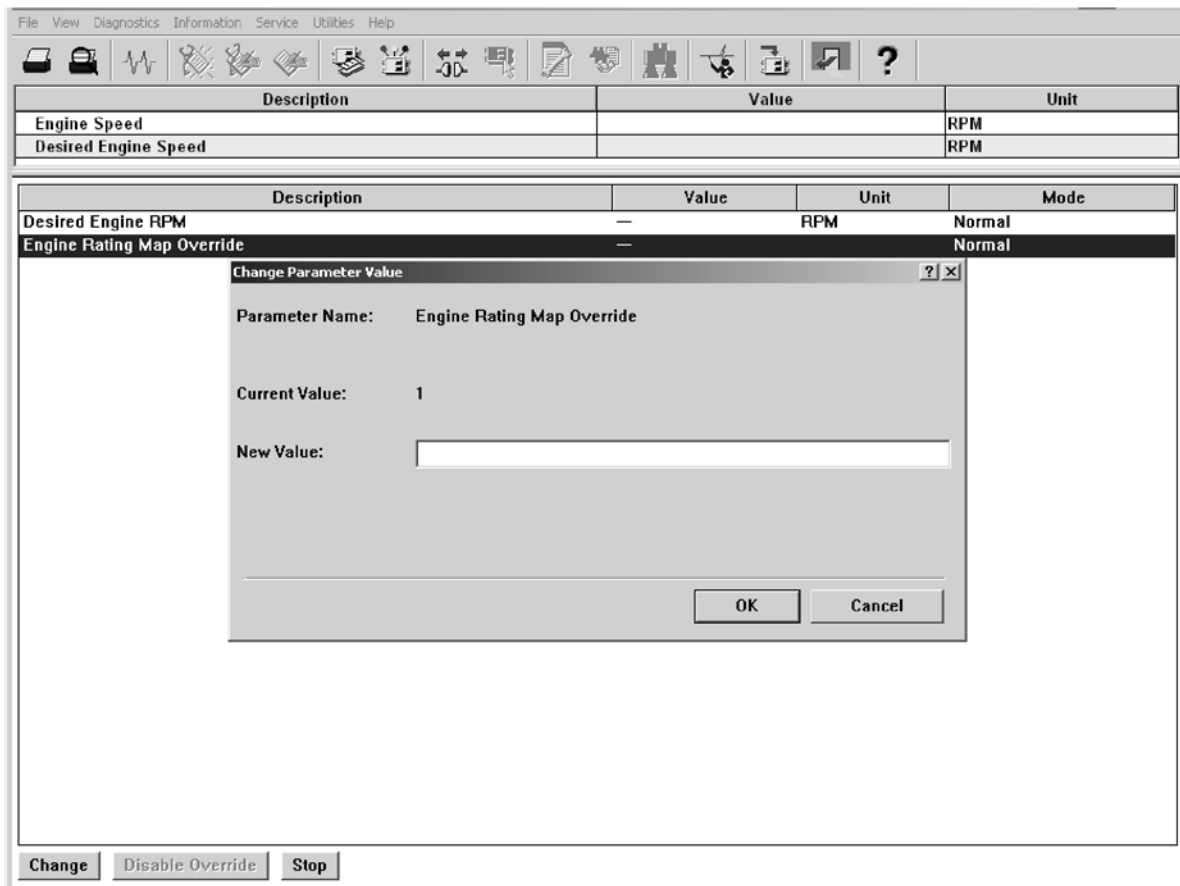 File View Diagnostics Information Service Utilities Help
?
Description Value Unit
Engine Speed RPM
Desired Engine Speed RPM
Description Value Unit Mode
Desired Engine RPM — RPM Normal
Engine Rating Map Override — Normal
Change Parameter Value ? ×
Parameter Name: Engine Rating Map Override
Current Value: 1
New Value:
OK Cancel
Change Disable Override Stop